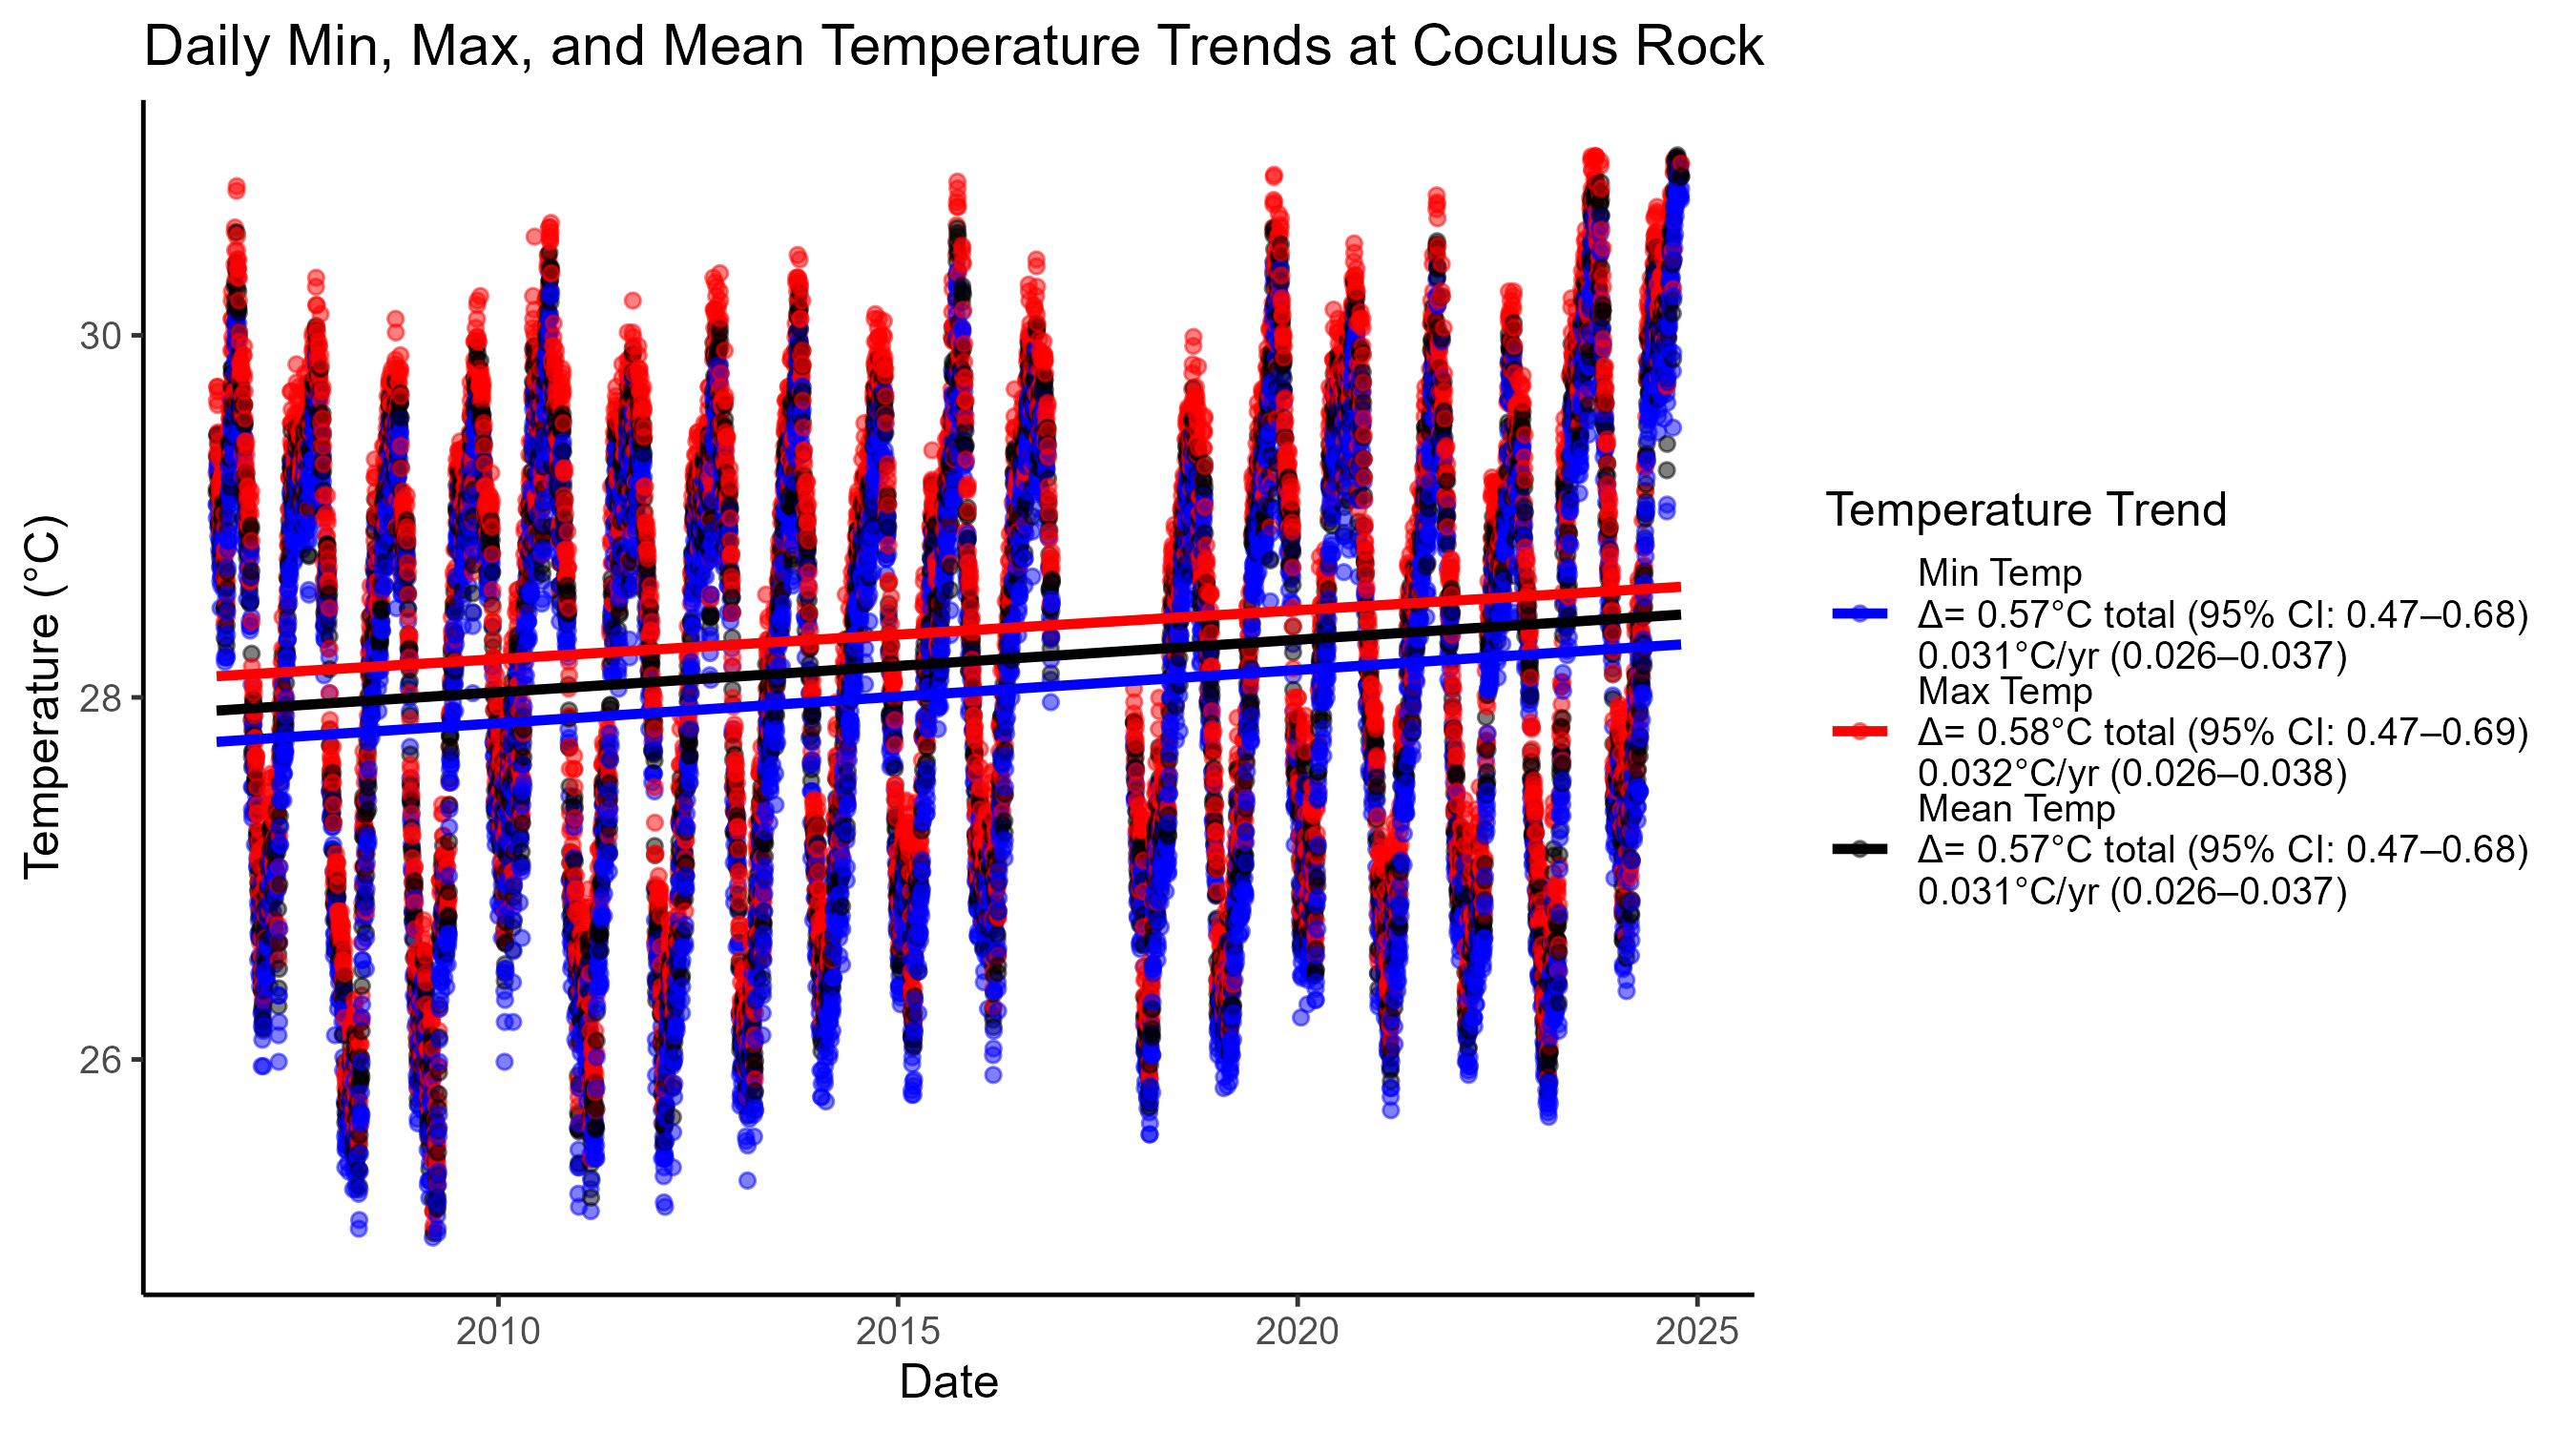 Daily Min, Max, and Mean Temperature Trends at Coculus Rock
Temperature (°C)
30
28
26
2010
2015
2020
2025
Date
Temperature Trend
Min Temp
Δ= 0.57°C total (95% CI: 0.47–0.68)
0.031°C/yr (0.026–0.037)
Max Temp
Δ= 0.58°C total (95% CI: 0.47–0.69)
0.032°C/yr (0.026–0.038)
Mean Temp
Δ= 0.57°C total (95% CI: 0.47–0.68)
0.031°C/yr (0.026–0.037)